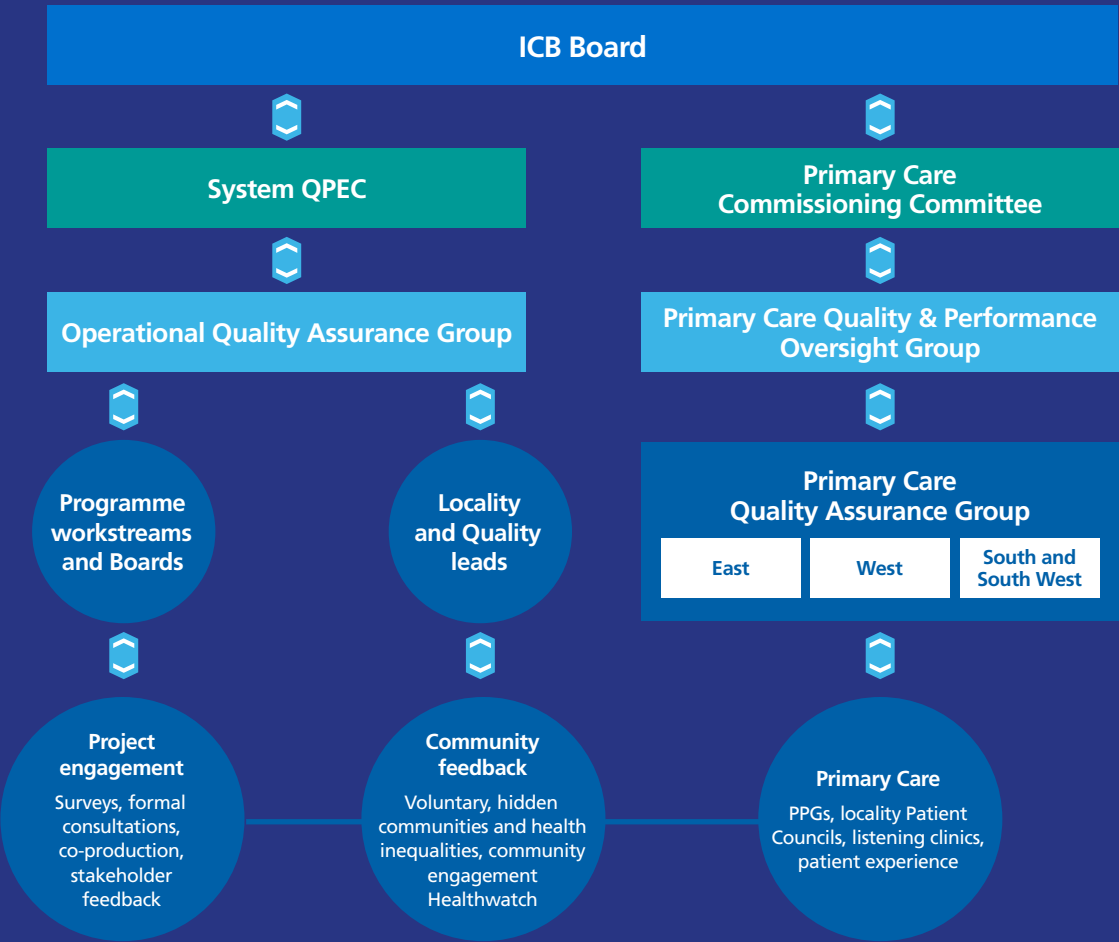 ICB Board
System QPEC
Primary Care
Commissioning Committee
Operational Quality Assurance Group
Primary Care Quality & Performance
Oversight Group
Programme
workstreams
and Boards
Locality
and Quality
leads
Primary Care
Quality Assurance Group
East
West
South and
South West
Project
engagement
Surveys, formal
consultations,
co-production,
stakeholder
feedback
Community
feedback
Voluntary, hidden
communities and health
inequalities, community
engagement
Healthwatch
Primary Care
PPGs, locality Patient
Councils, listening clinics,
patient experience